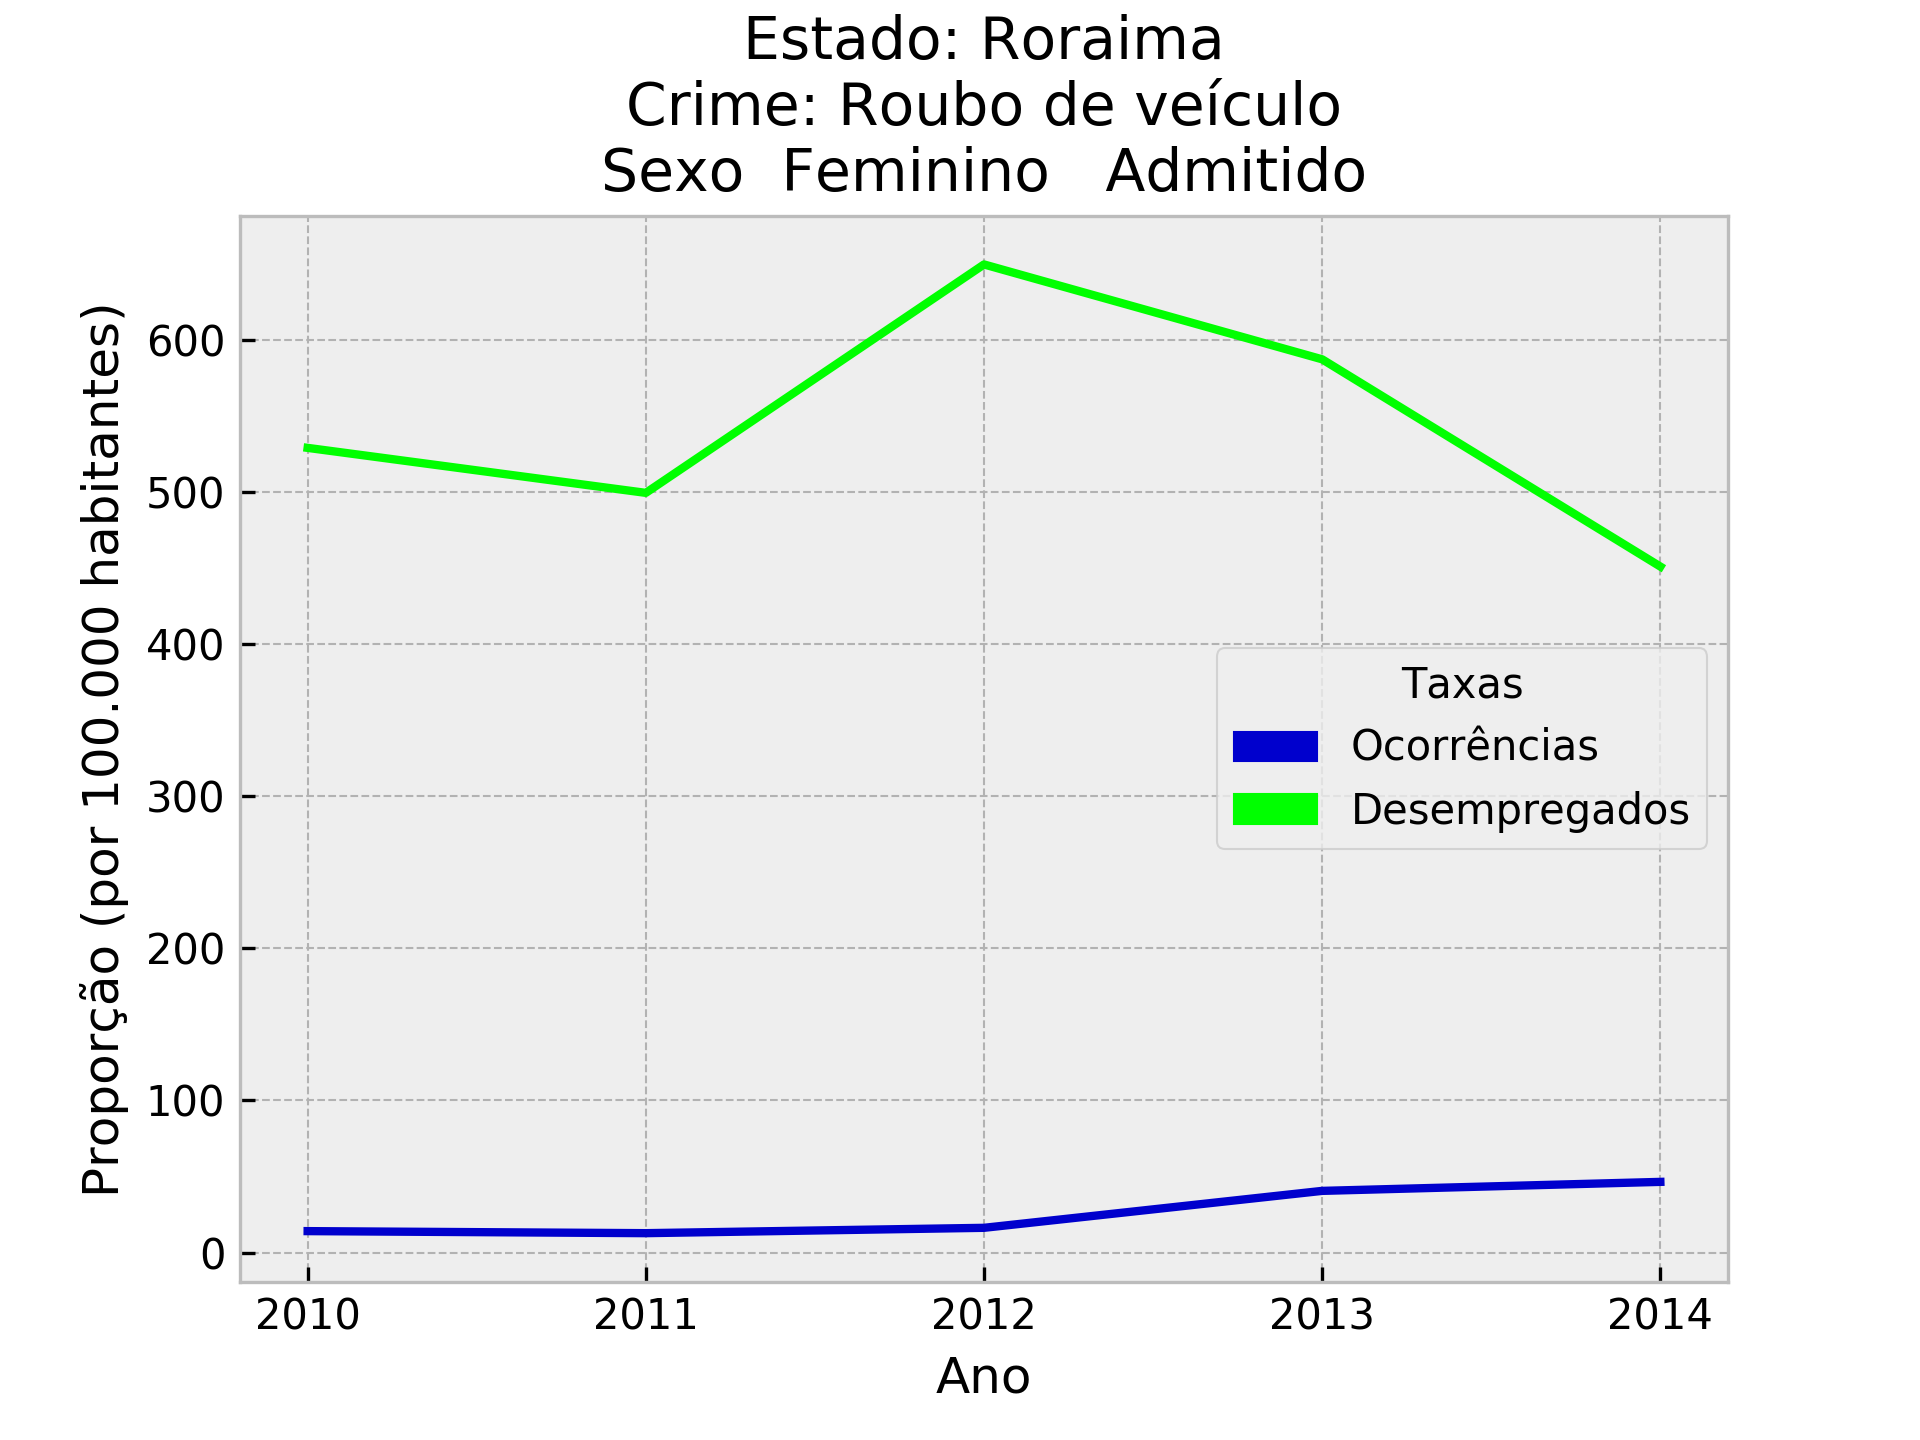 Estado: Roraima
Crime: Roubo de veículo
Sexo  Feminino   Admitido
Proporção (por 100.000 habitantes)
600
500
400
300
200
100
0
Taxas
Ocorrências
Desempregados
2010
2011
2012
2013
2014
Ano